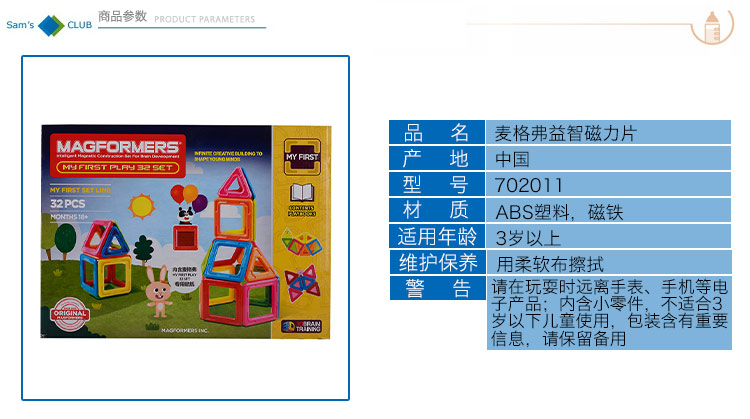 Sam's CLUB
商品参数 PRODUCT PARAMETERS
MAGFORMERS
Intelligent Magnetic Construction Set For Brain Development
MY FIRST PLAY 32 SET
INFINITE CREATIVE BUILDING TO
SHAPE YOUNG MINDS
MY FIRST
MY FIRST SET LINE
32 PCS
MONTHS 18+
CONTENTS
PLAYBOOKS
MY FIRST PLAY
32 SET
ORIGINAL
MAGFORMERS INC.
BRAIN
TRAINING
品 名 麦格弗益智磁力片
产 地 中国
型 号 702011
材 质 ABS塑料，磁铁
适用年龄 3岁以上
维护保养 用柔软布擦拭
警 告 请在玩耍时远离手表、手机等电
子产品；内含小零件，不适合3
岁以下儿童使用，包装含有重要
信息，请保留备用